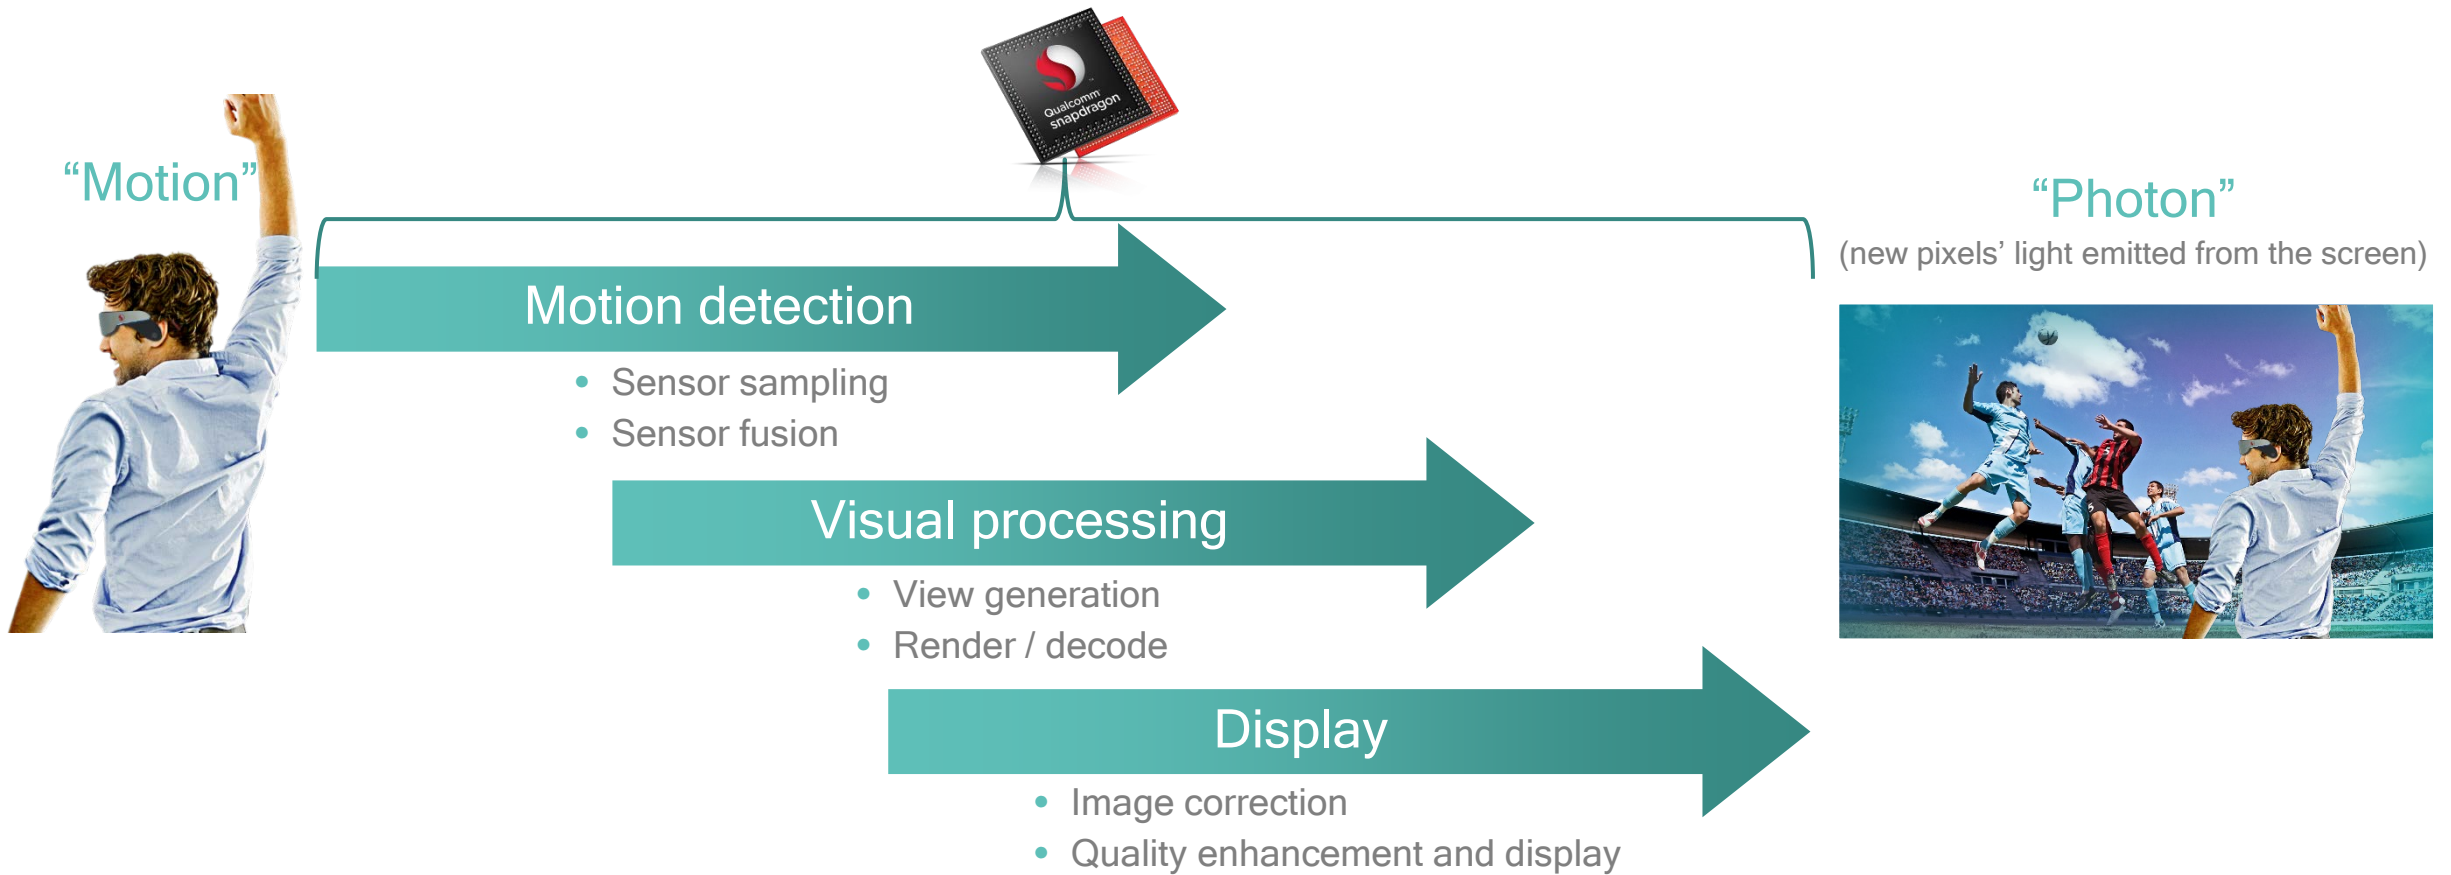 Qualcomm
snapdragon
“Motion”
“Photon”
(new pixels’ light emitted from the screen)
Motion detection
• Sensor sampling
• Sensor fusion
Visual processing
• View generation
• Render / decode
Display
• Image correction
• Quality enhancement and display